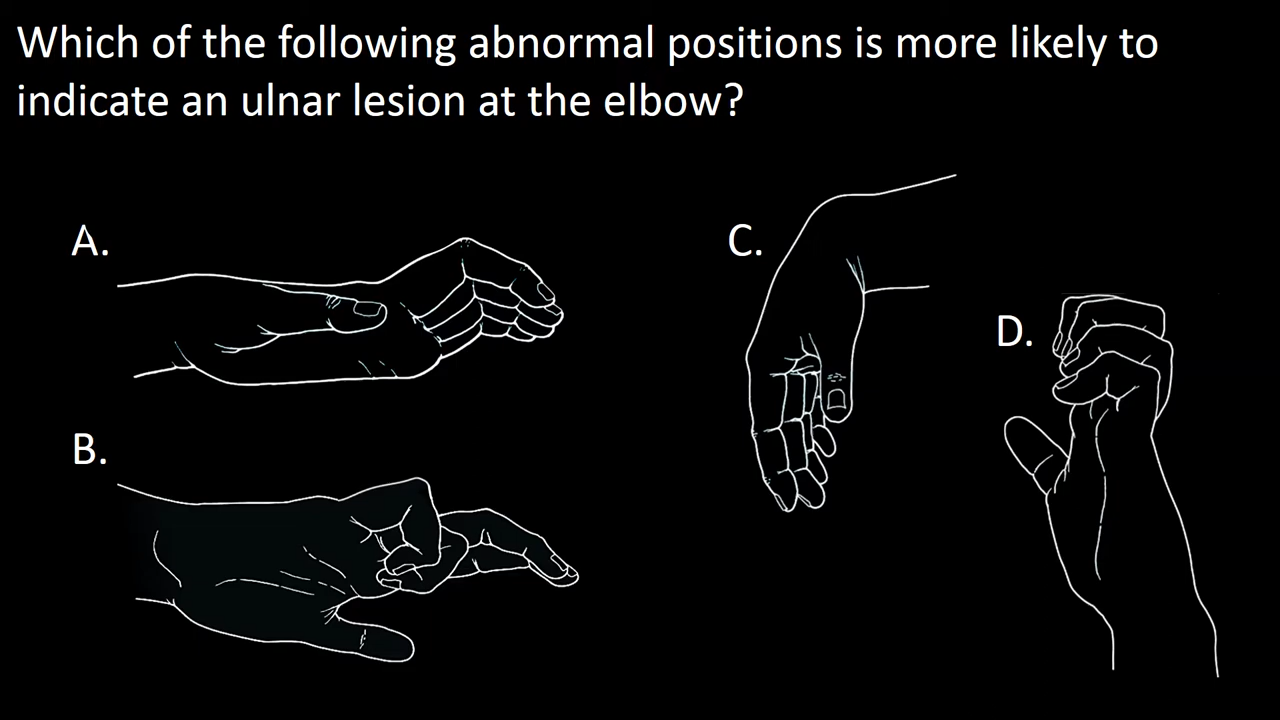 Which of the following abnormal positions is more likely to
indicate an ulnar lesion at the elbow?
A.
C.
D.
B.